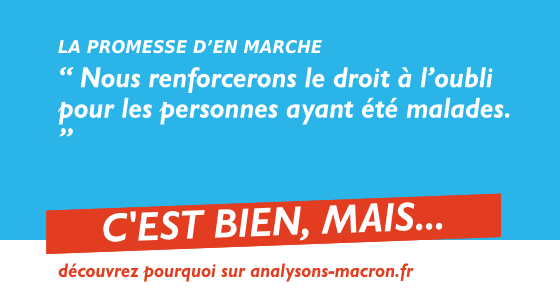 LA PROMESSE D’EN MARCHE
“ Nous renforcerons le droit à l’oubli
pour les personnes ayant été malades.
”
C'EST BIEN, MAIS...
découvrez pourquoi sur analysons-macron.fr